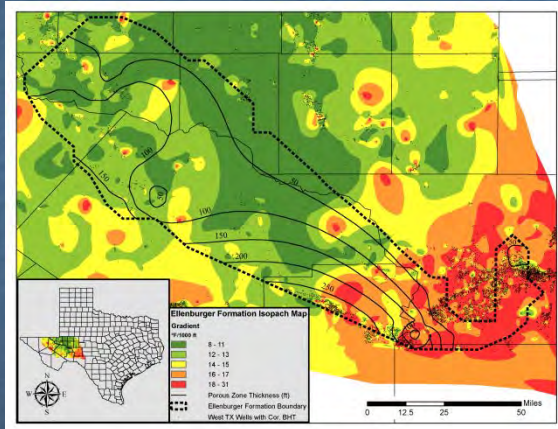 50
100
150
50
100
150
200
250
50
Ellenburger Formation Isopach Map
Gradient
°F/1000 ft
8 - 11
12 - 13
14 - 15
16 - 17
18 - 31
Porous Zone Thickness (ft)
Ellenburger Formation Boundary
West TX Wells with Cor. BHT
N
W E
S
Miles
0 12.5 25 50